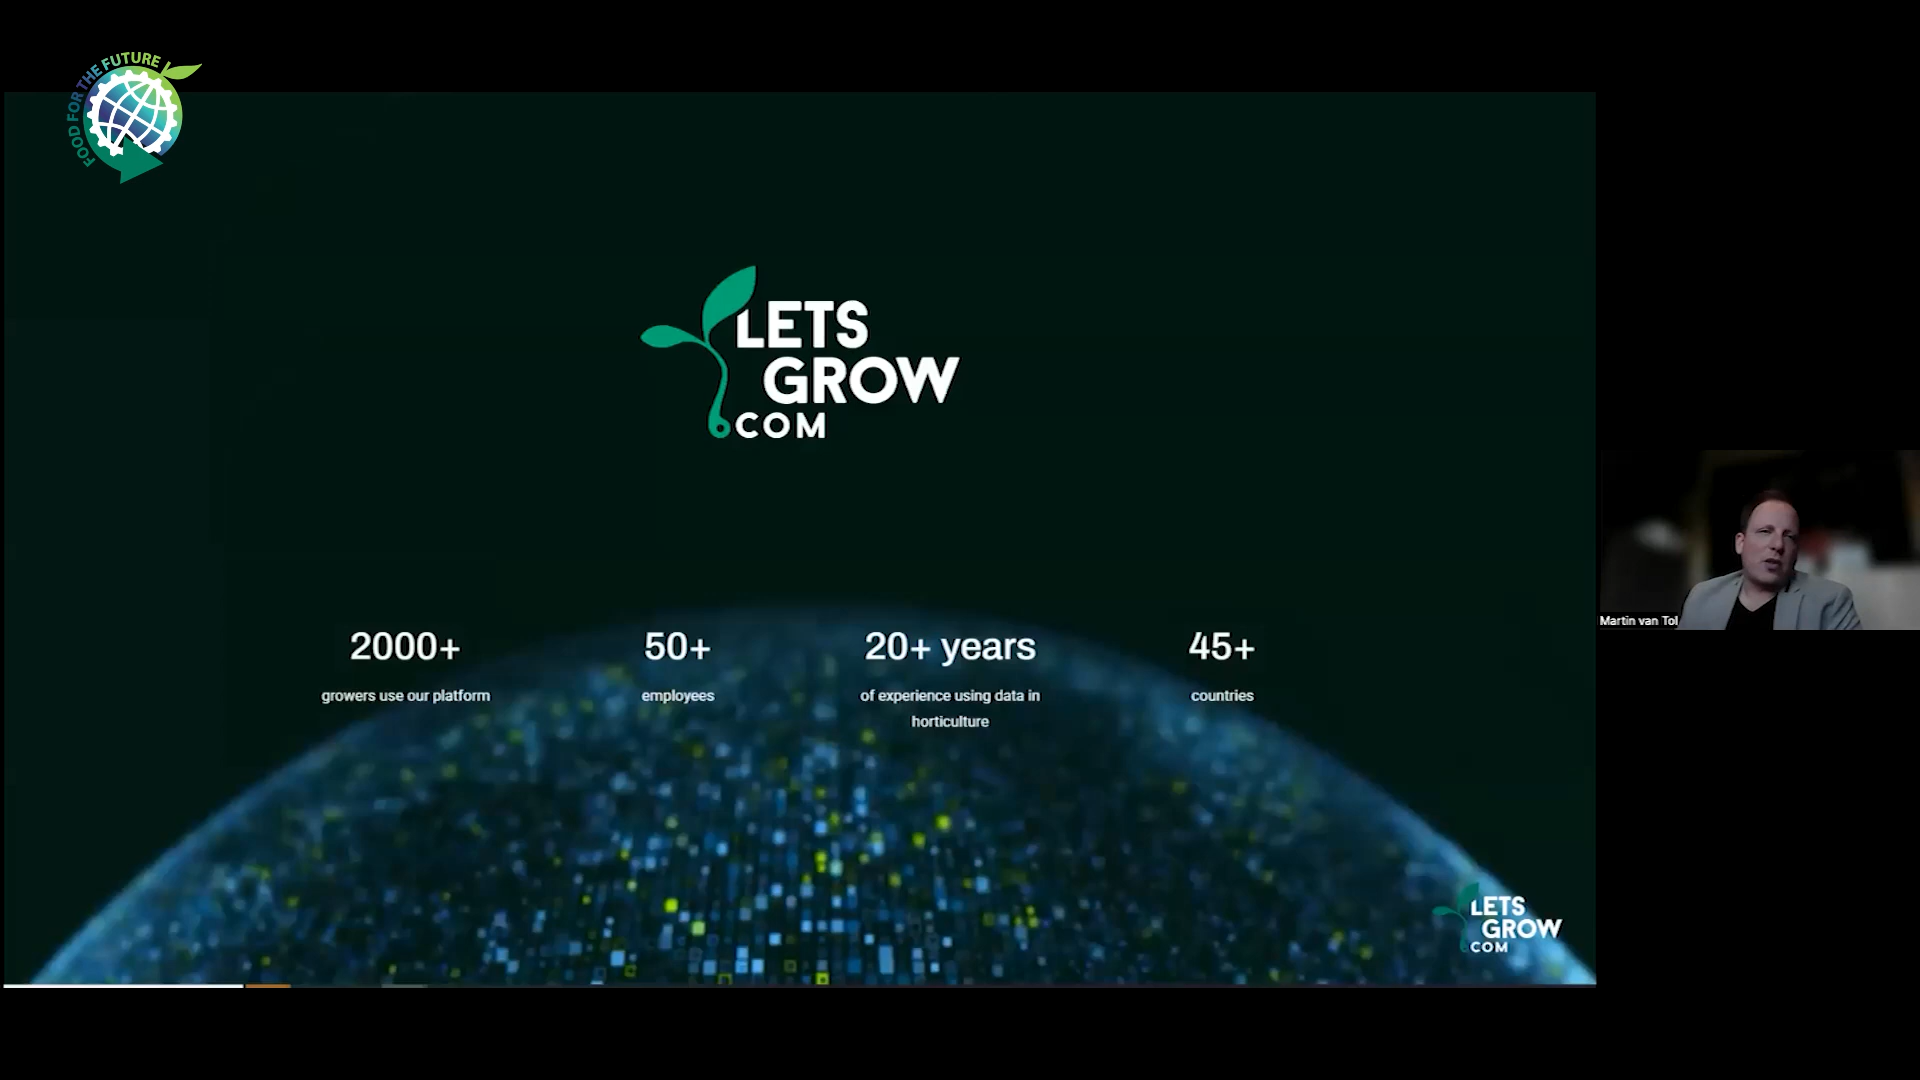 FOOD FOR THE FUTURE
LETS
GROW
COM
2000+
growers use our platform
50+
employees
20+ years
of experience using data in
horticulture
45+
countries
Martin van Tol
LETS
GROW
COM